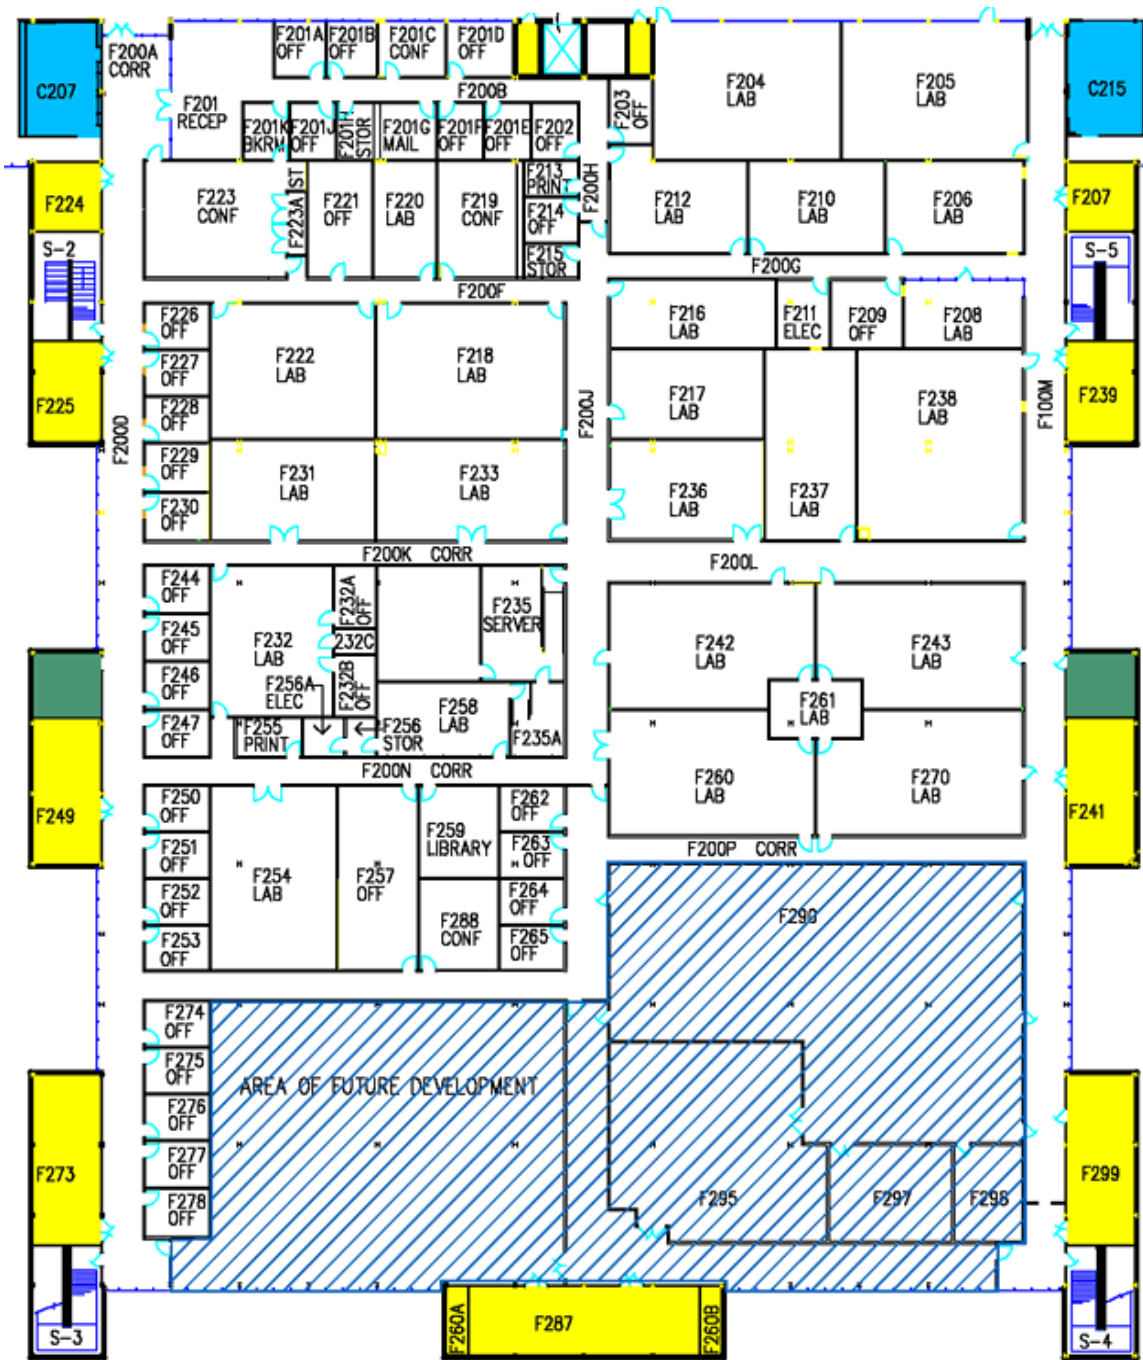 F201A
OFF
F201B
OFF
F201C
CONF
F201D
OFF
F200A
CORR
C207
F201
RECEP
F200B
F203
OFF
F204
LAB
F205
LAB
C215
F201K
BKRM
F201J
OFF
F201H
STOR
F201G
MAIL
F201F
OFF
F201E
OFF
F202
OFF
F224
F223
CONF
F223A
ST
F221
OFF
F220
LAB
F219
CONF
F213
PRINT
F214
OFF
F215
STOR
F200H
F212
LAB
F210
LAB
F206
LAB
F207
S-2
S-5
F200F
F200G
F226
OFF
F227
OFF
F228
OFF
F229
OFF
F230
OFF
F222
LAB
F218
LAB
F216
LAB
F211
ELEC
F209
OFF
F208
LAB
F225
F200D
F200J
F217
LAB
F238
LAB
F100M
F239
F231
LAB
F233
LAB
F236
LAB
F237
LAB
F200K CORR
F200L
F244
OFF
F245
OFF
F246
OFF
F247
OFF
F232
LAB
F232A
OFF
232C
F232B
OFF
F235
SERVER
F256A
ELEC
F255
PRINT
F256
STOR
F258
LAB
F235A
F242
LAB
F243
LAB
F261
LAB
F260
LAB
F270
LAB
F200N CORR
F249
F241
F250
OFF
F251
OFF
F252
OFF
F253
OFF
F254
LAB
F257
OFF
F259
LIBRARY
F288
CONF
F262
OFF
F263
OFF
F264
OFF
F265
OFF
F200P CORR
F274
OFF
F275
OFF
F276
OFF
F277
OFF
F278
OFF
AREA OF FUTURE DEVELOPMENT
F273
F295
F297
F299
S-3
F260A
F287
F260B
S-4